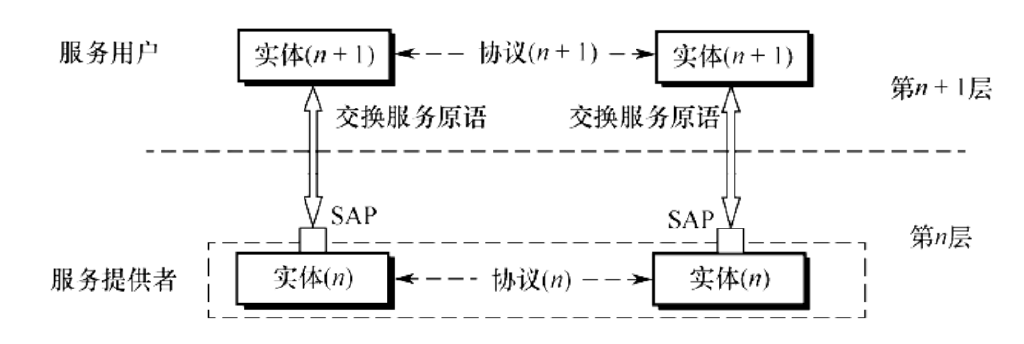 服务用户
实体(n + 1)
协议(n + 1)
实体(n + 1)
第n + 1层
交换服务原语
交换服务原语
SAP
SAP
第n层
服务提供者
实体(n)
协议(n)
实体(n)